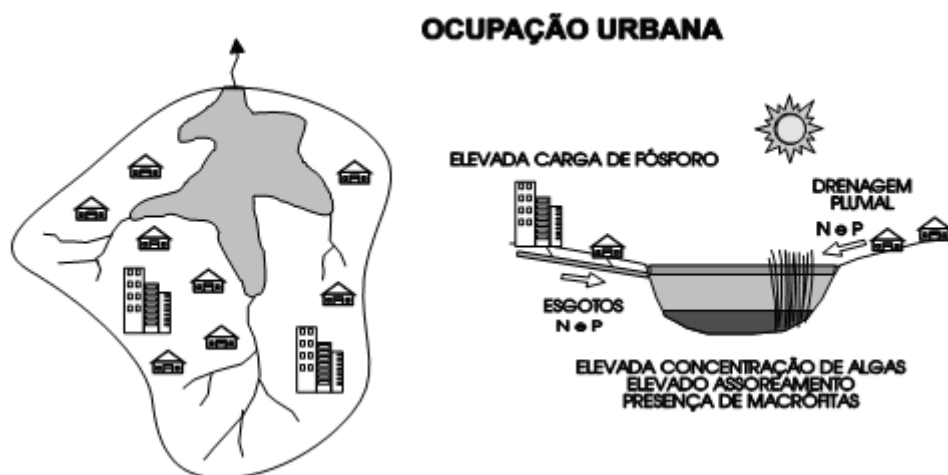 OCUPAÇÃO URBANA
ELEVADA CARGA DE FÓSFORO
DRENAGEM
PLUVIAL
N e P
ESGOTOS
N e P
ELEVADA CONCENTRAÇÃO DE ALGAS
ELEVADO ASSOREAMENTO
PRESENÇA DE MACRÓFITAS